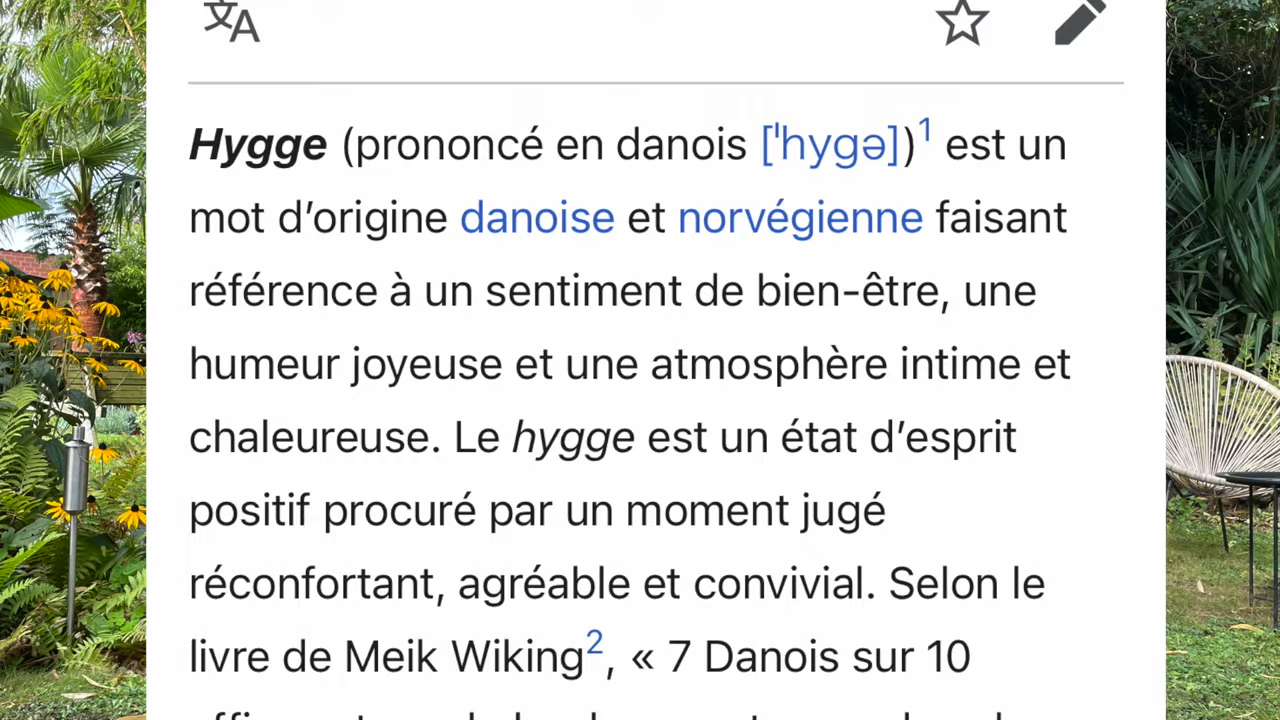 Hygge (prononcé en danois ['hygə])1 est un
mot d'origine danoise et norvégienne faisant
référence à un sentiment de bien-être, une
humeur joyeuse et une atmosphère intime et
chaleureuse. Le hygge est un état d'esprit
positif procuré par un moment jugé
réconfortant, agréable et convivial. Selon le
livre de Meik Wiking2, « 7 Danois sur 10